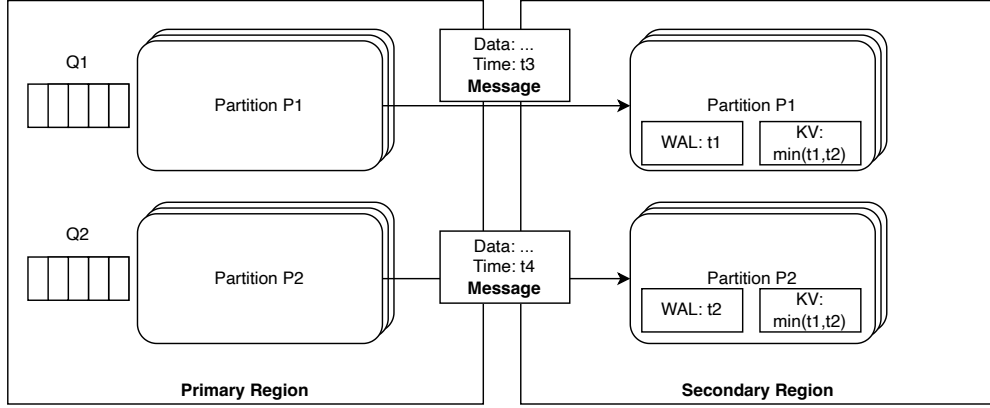 Q1
Partition P1
Data: ...
Time: t3
Message
Partition P1
WAL: t1
KV:
min(t1,t2)
Q2
Partition P2
Data: ...
Time: t4
Message
Partition P2
WAL: t2
KV:
min(t1,t2)
Primary Region
Secondary Region